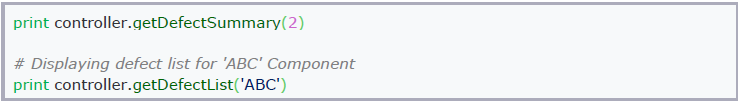 print controller.getDefectSummary(2)
# Displaying defect list for 'ABC' Component
print controller.getDefectList('ABC')